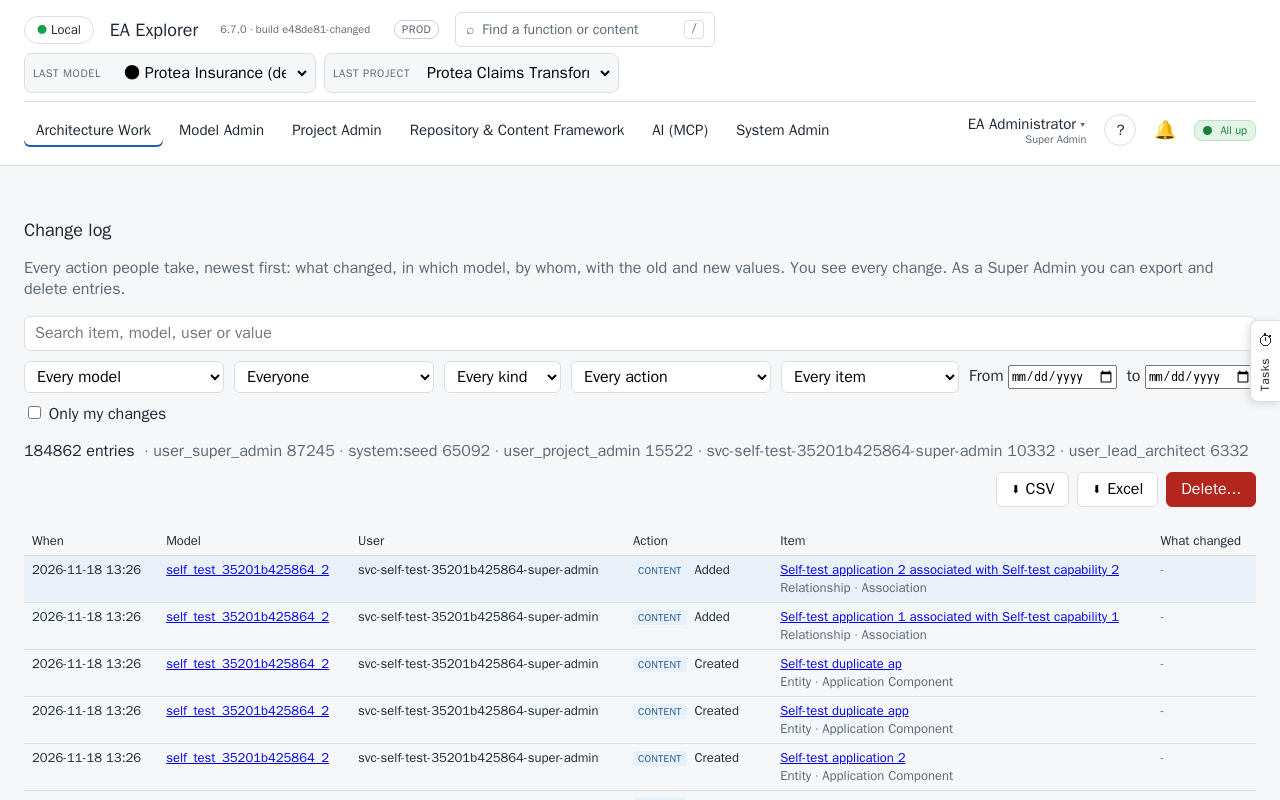 Local EA Explorer 6.7.0 · build e48de81-changed PROD Find a function or content /
LAST MODEL Protea Insurance (de LAST PROJECT Protea Claims Transfor
Architecture Work Model Admin Project Admin Repository & Content Framework AI (MCP) System Admin EA Administrator ? All up
Super Admin
Change log
Every action people take, newest first: what changed, in which model, by whom, with the old and new values. You see every change. As a Super Admin you can export and
delete entries.
Search item, model, user or value
Tasks
Every model Everyone Every kind Every action Every item From mm/dd/yyyy to mm/dd/yyyy
Only my changes
184862 entries · user_super_admin 87245 · system:seed 65092 · user_project_admin 15522 · svc-self-test-35201b425864-super-admin 10332 · user_lead_architect 6332
CSV Excel Delete...
When Model User Action Item What changed
2026-11-18 13:26 self_test_35201b425864_2 svc-self-test-35201b425864-super-admin CONTENT Added Self-test application 2 associated with Self-test capability 2 -
Relationship · Association
2026-11-18 13:26 self_test_35201b425864_2 svc-self-test-35201b425864-super-admin CONTENT Added Self-test application 1 associated with Self-test capability 1 -
Relationship · Association
2026-11-18 13:26 self_test_35201b425864_2 svc-self-test-35201b425864-super-admin CONTENT Created Self-test duplicate ap -
Entity · Application Component
2026-11-18 13:26 self_test_35201b425864_2 svc-self-test-35201b425864-super-admin CONTENT Created Self-test duplicate app -
Entity · Application Component
2026-11-18 13:26 self_test_35201b425864_2 svc-self-test-35201b425864-super-admin CONTENT Created Self-test application 2 -
Entity · Application Component